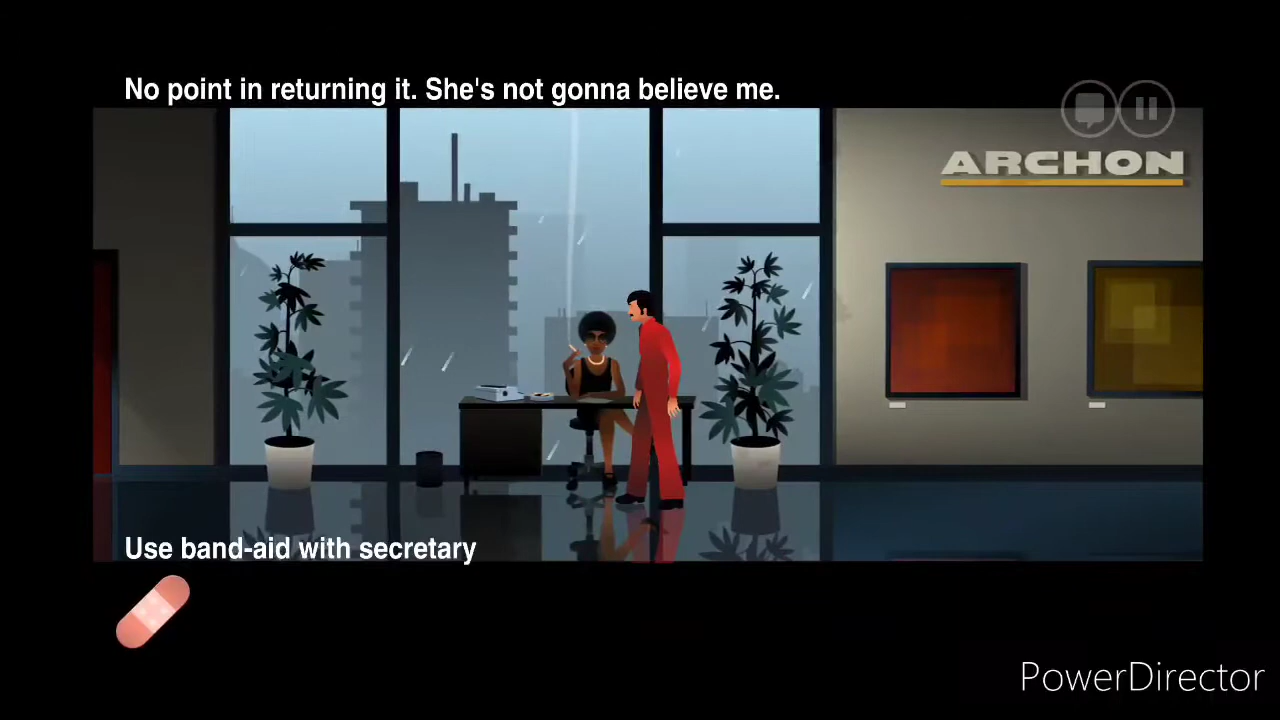 No point in returning it. She's not gonna believe me.
ARCHON
Use band-aid with secretary
PowerDirector